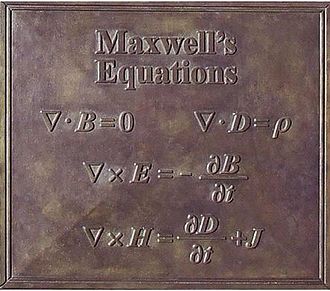 Maxwell's
Equations
∇·B=0 ∇·D=ρ
∇×E=-∂B/∂t
∇×H=∂D/∂t+J